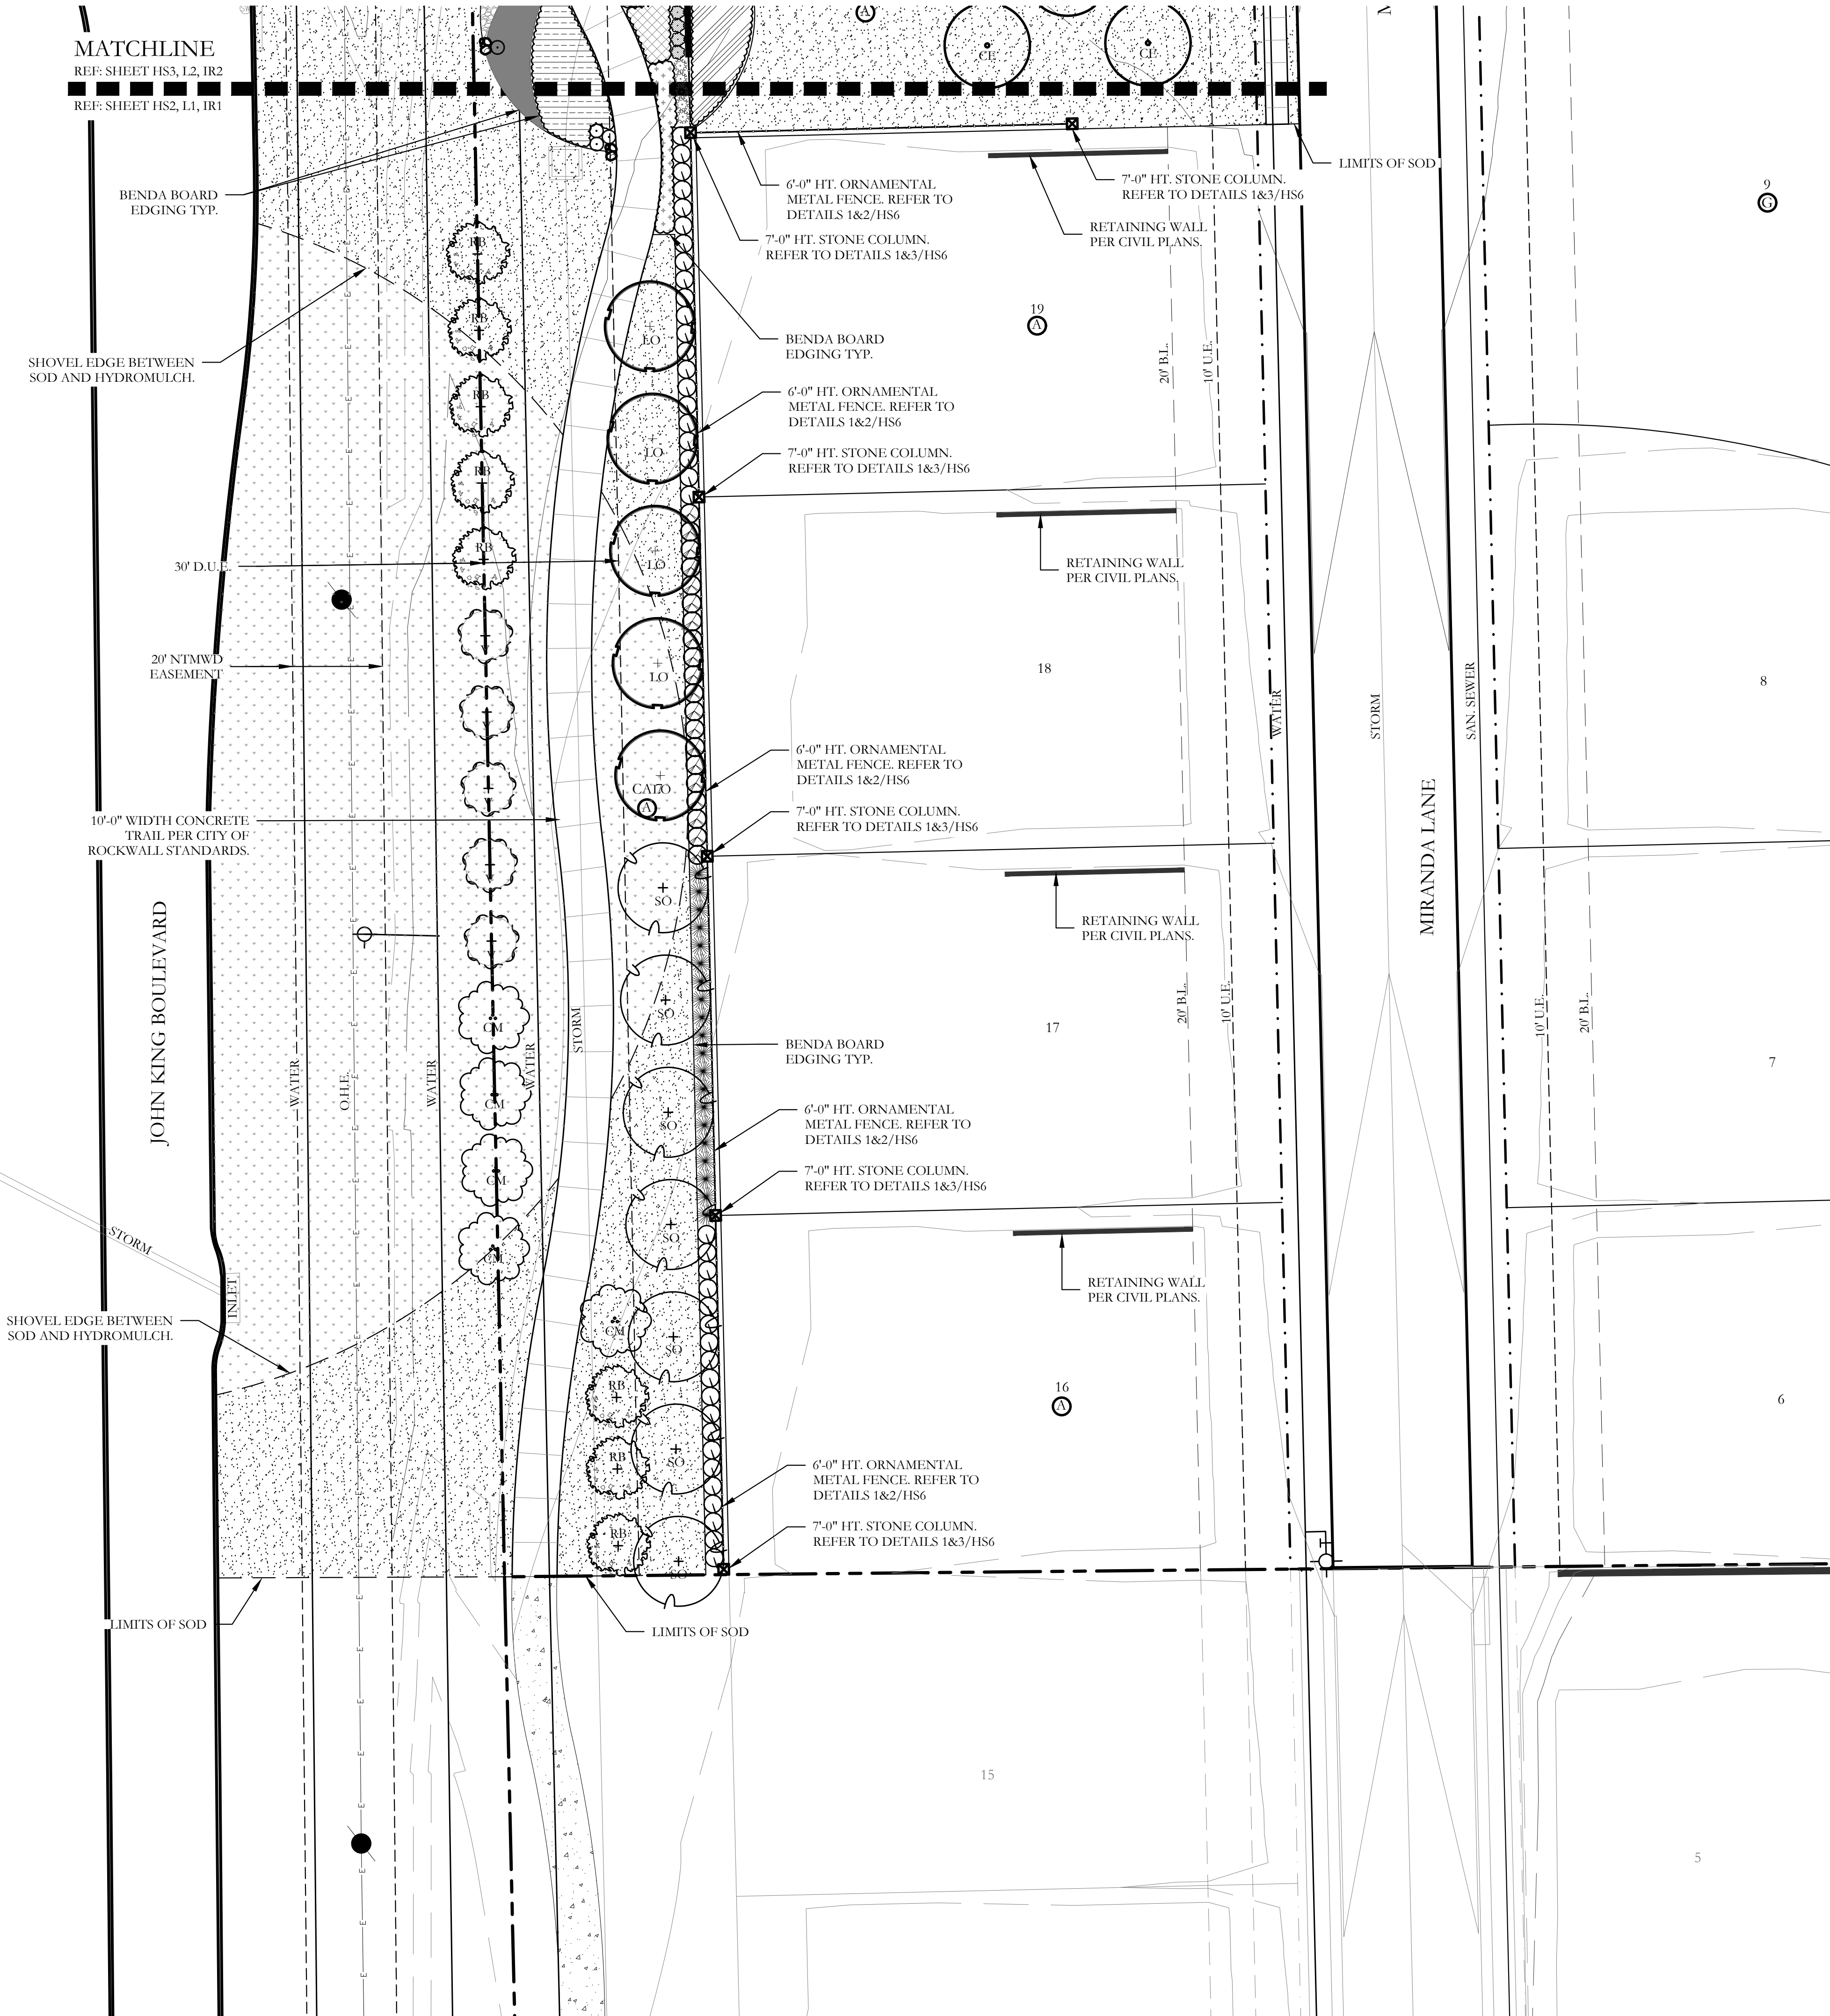 MATCHLINE
REF: SHEET HS3, L2, IR2
REF: SHEET HS2, L1, IR1
A
CE
CE
LIMITS OF SOD
BENDA BOARD
EDGING TYP.
6'-0" HT. ORNAMENTAL
METAL FENCE. REFER TO
DETAILS 1&2/HS6
7'-0" HT. STONE COLUMN.
REFER TO DETAILS 1&3/HS6
7'-0" HT. STONE COLUMN.
REFER TO DETAILS 1&3/HS6
RETAINING WALL
PER CIVIL PLANS.
9
G
RB
RB
RB
RB
RB
SHOVEL EDGE BETWEEN
SOD AND HYDROMULCH.
BENDA BOARD
EDGING TYP.
19
A
20' B.L.
10' U.E.
LO
LO
LO
LO
6'-0" HT. ORNAMENTAL
METAL FENCE. REFER TO
DETAILS 1&2/HS6
7'-0" HT. STONE COLUMN.
REFER TO DETAILS 1&3/HS6
30' D.U.E.
RETAINING WALL
PER CIVIL PLANS.
20' NTMWD
EASEMENT
V
V
V
V
V
18
8
WATER
STORM
SAN. SEWER
MIRANDA LANE
CA
LO
A
6'-0" HT. ORNAMENTAL
METAL FENCE. REFER TO
DETAILS 1&2/HS6
7'-0" HT. STONE COLUMN.
REFER TO DETAILS 1&3/HS6
10'-0" WIDTH CONCRETE
TRAIL PER CITY OF
ROCKWALL STANDARDS.
JOHN KING BOULEVARD
SO
SO
SO
SO
SO
SO
SO
RETAINING WALL
PER CIVIL PLANS.
20' B.L.
10' U.E.
10' U.E.
20' B.L.
17
7
CM
CM
CM
CM
WATER
O.H.E.
WATER
WATER
STORM
BENDA BOARD
EDGING TYP.
6'-0" HT. ORNAMENTAL
METAL FENCE. REFER TO
DETAILS 1&2/HS6
7'-0" HT. STONE COLUMN.
REFER TO DETAILS 1&3/HS6
STORM
INLET
SHOVEL EDGE BETWEEN
SOD AND HYDROMULCH.
CM
RB
RB
RB
RETAINING WALL
PER CIVIL PLANS.
16
A
6
6'-0" HT. ORNAMENTAL
METAL FENCE. REFER TO
DETAILS 1&2/HS6
7'-0" HT. STONE COLUMN.
REFER TO DETAILS 1&3/HS6
LIMITS OF SOD
LIMITS OF SOD
15
5